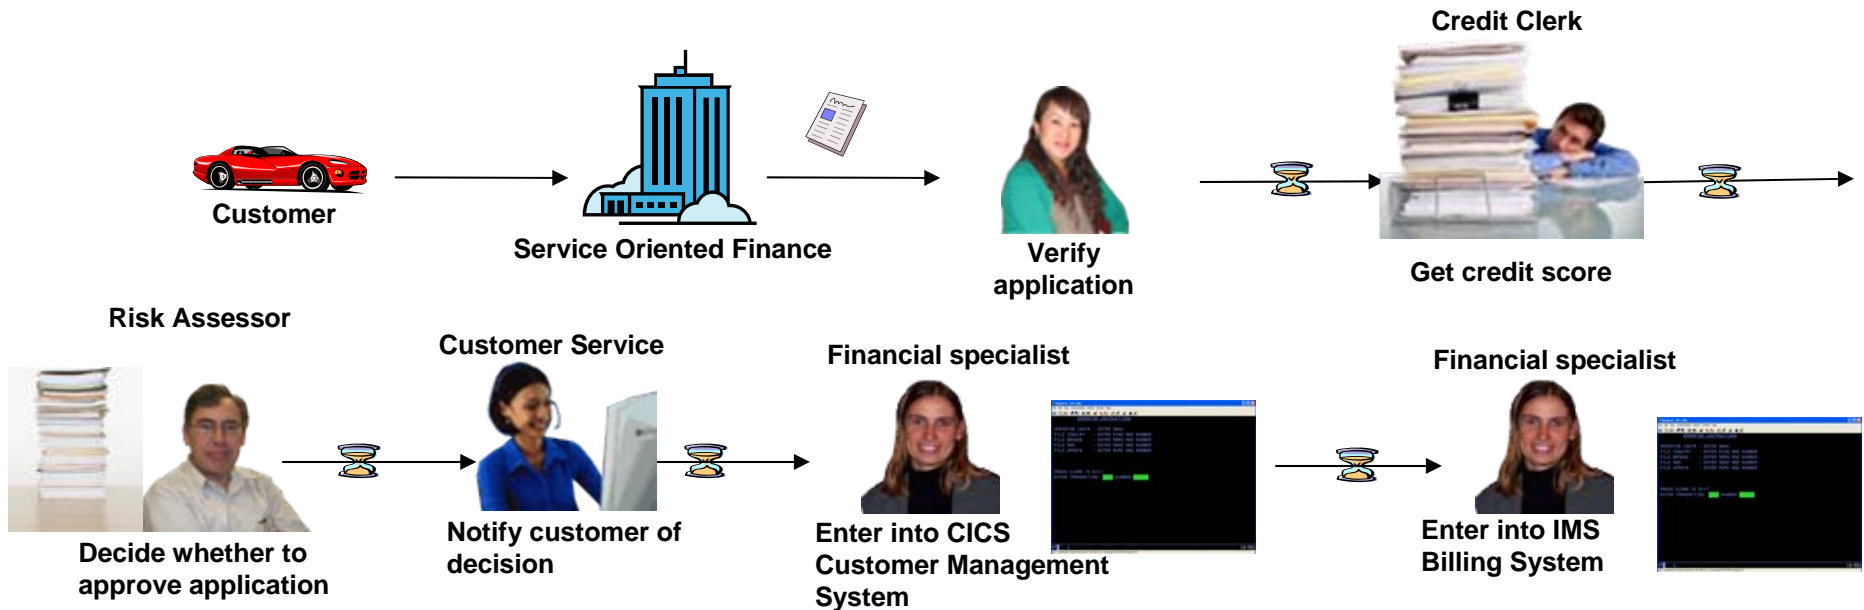 Credit Clerk
Customer
Service Oriented Finance
Verify
application
Get credit score
Risk Assessor
Customer Service
Financial specialist
Financial specialist
Decide whether to
approve application
Notify customer of
decision
Enter into CICS
Customer Management
System
Enter into IMS
Billing System